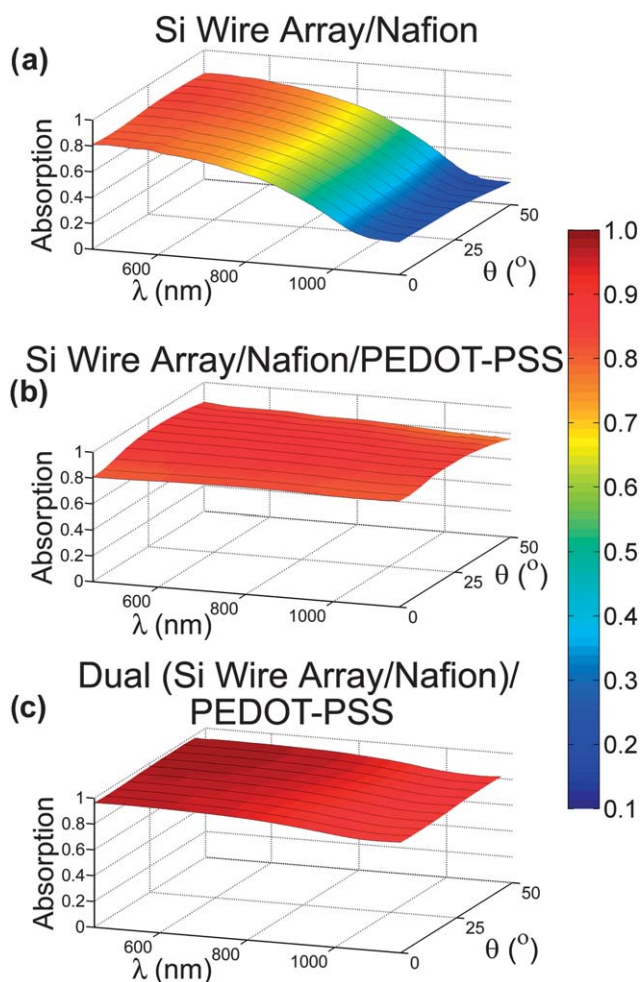 Si Wire Array/Nafion
(a)
Absorption
1
0.8
0.6
0.4
0.2
0
600
800
1000
λ (nm)
0
25
50
θ (°)
Si Wire Array/Nafion/PEDOT-PSS
(b)
Absorption
1
0.8
0.6
0.4
0.2
0
600
800
1000
λ (nm)
0
25
50
θ (°)
Dual (Si Wire Array/Nafion)/
PEDOT-PSS
(c)
Absorption
1
0.8
0.6
0.4
0.2
0
600
800
1000
λ (nm)
0
25
50
θ (°)
1.0
0.9
0.8
0.7
0.6
0.5
0.4
0.3
0.2
0.1